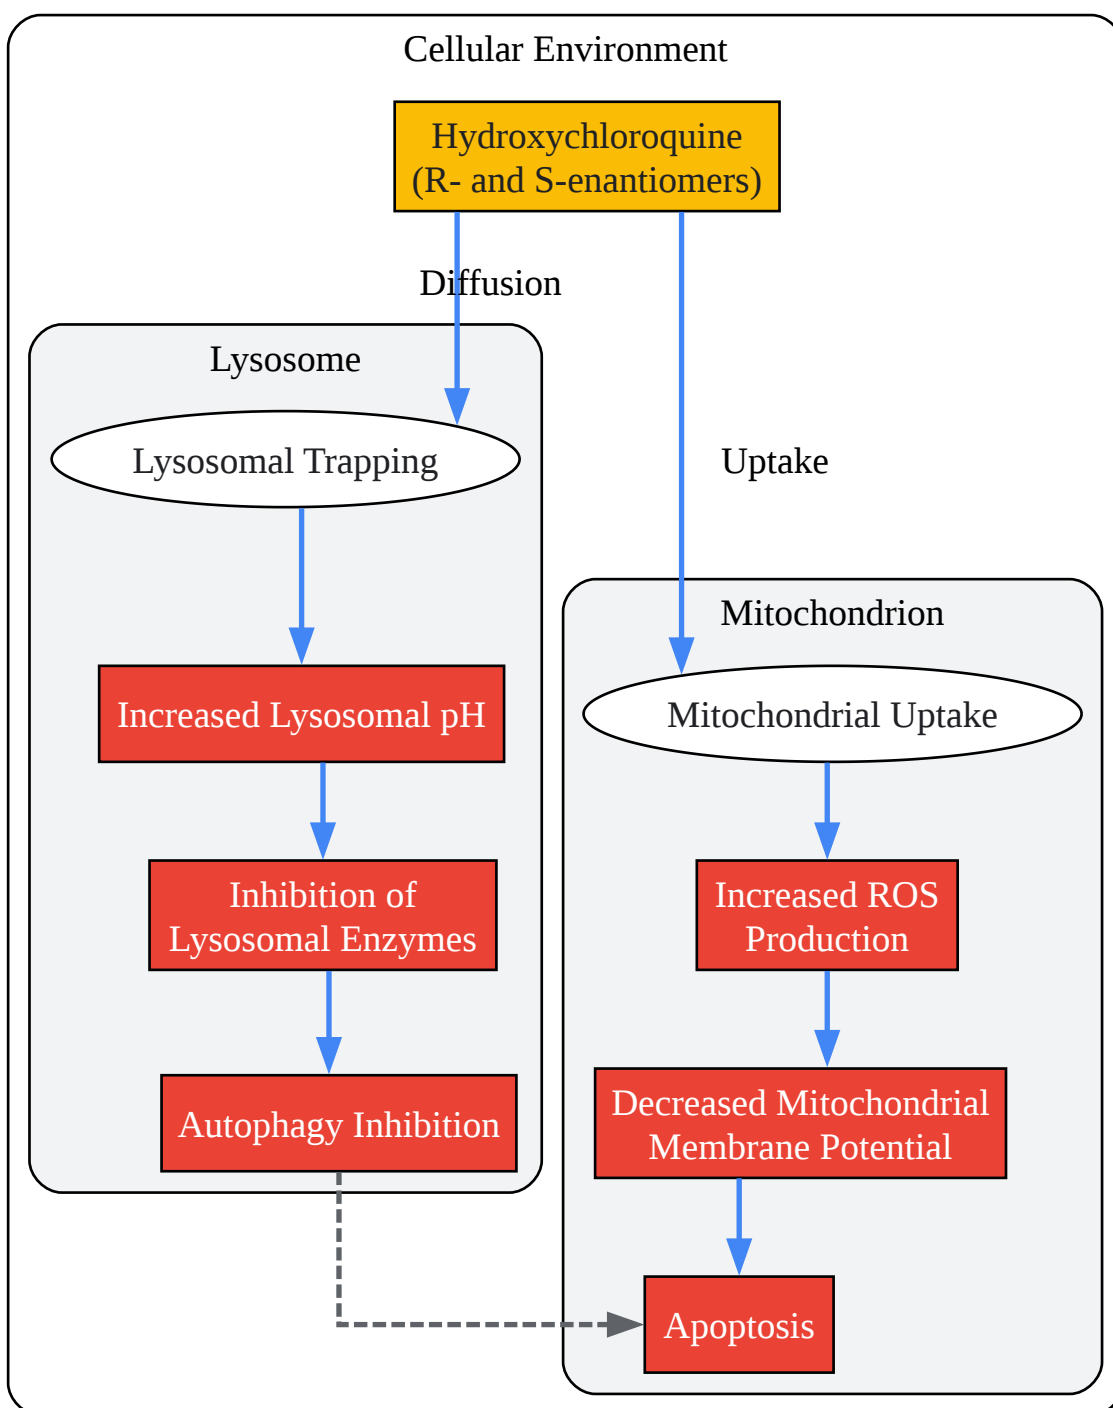 Cellular Environment
Hydroxychloroquine
(R- and S-enantiomers)
Diffusion
Lysosome
Lysosomal Trapping
Uptake
Mitochondrion
Increased Lysosomal pH
Mitochondrial Uptake
Inhibition of
Lysosomal Enzymes
Increased ROS
Production
Autophagy Inhibition
Decreased Mitochondrial
Membrane Potential
Apoptosis